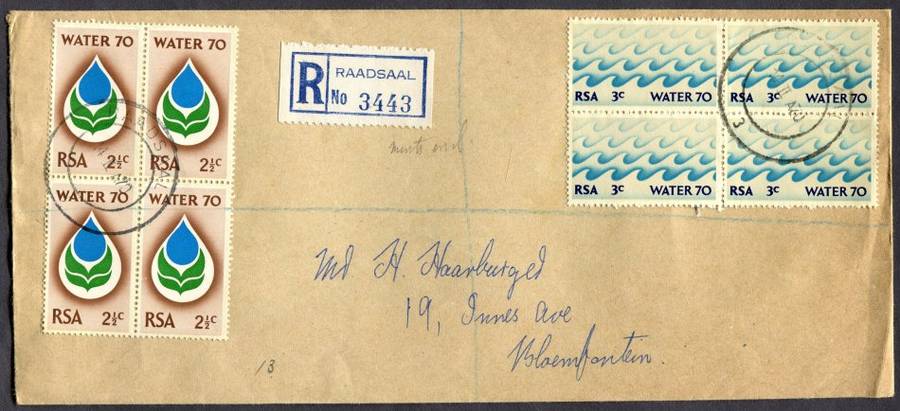 WATER 70 WATER 70
RSA 2½c RSA 2½c
WATER 70 WATER 70
RSA 2½c RSA 2½c
R RAADSAAL
No 3443
RSA 3c WATER 70 RSA 3c WATER 70
RSA 3c WATER 70 RSA 3c WATER 70
3
H. Haarburger
19, Innes Ave
Bloemfontein.
13